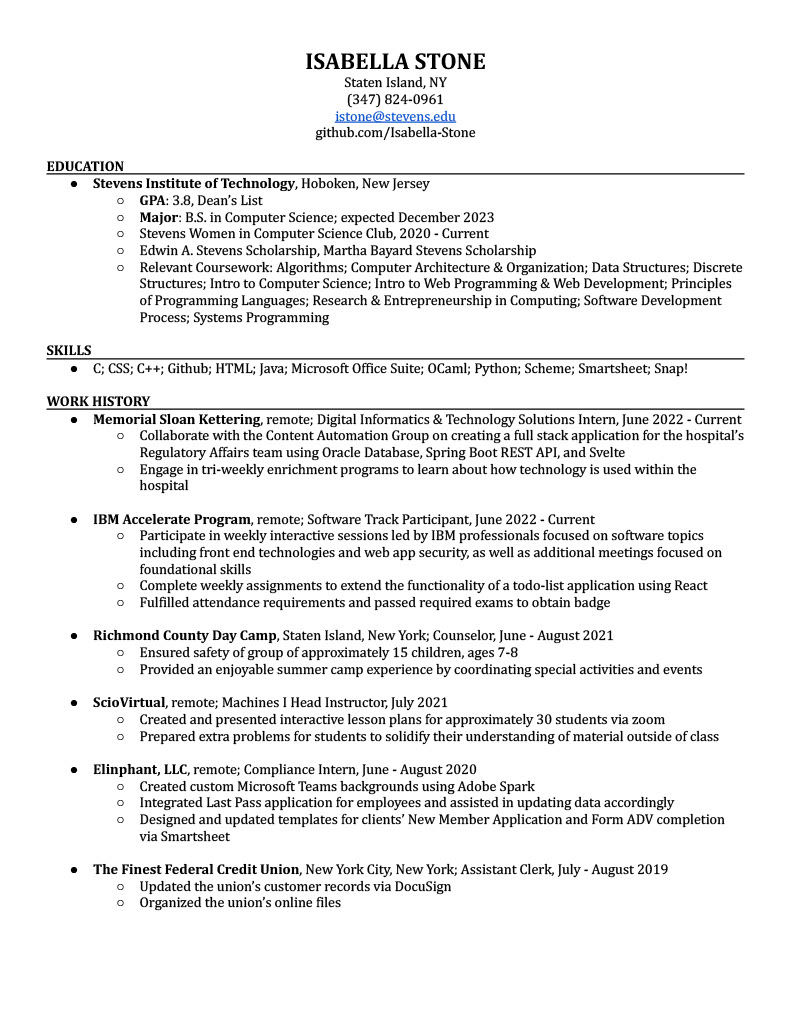 ISABELLA STONE
Staten Island, NY
(347) 824-0961
istone@stevens.edu
github.com/Isabella-Stone
EDUCATION
● Stevens Institute of Technology, Hoboken, New Jersey
○ GPA: 3.8, Dean’s List
○ Major: B.S. in Computer Science; expected December 2023
○ Stevens Women in Computer Science Club, 2020 - Current
○ Edwin A. Stevens Scholarship, Martha Bayard Stevens Scholarship
○ Relevant Coursework: Algorithms; Computer Architecture & Organization; Data Structures; Discrete
Structures; Intro to Computer Science; Intro to Web Programming & Web Development; Principles
of Programming Languages; Research & Entrepreneurship in Computing; Software Development
Process; Systems Programming
SKILLS
● C; CSS; C++; Github; HTML; Java; Microsoft Office Suite; OCaml; Python; Scheme; Smartsheet; Snap!
WORK HISTORY
● Memorial Sloan Kettering, remote; Digital Informatics & Technology Solutions Intern, June 2022 - Current
○ Collaborate with the Content Automation Group on creating a full stack application for the hospital’s
Regulatory Affairs team using Oracle Database, Spring Boot REST API, and Svelte
○ Engage in tri-weekly enrichment programs to learn about how technology is used within the
hospital
● IBM Accelerate Program, remote; Software Track Participant, June 2022 - Current
○ Participate in weekly interactive sessions led by IBM professionals focused on software topics
including front end technologies and web app security, as well as additional meetings focused on
foundational skills
○ Complete weekly assignments to extend the functionality of a todo-list application using React
○ Fulfilled attendance requirements and passed required exams to obtain badge
● Richmond County Day Camp, Staten Island, New York; Counselor, June - August 2021
○ Ensured safety of group of approximately 15 children, ages 7-8
○ Provided an enjoyable summer camp experience by coordinating special activities and events
● ScioVirtual, remote; Machines I Head Instructor, July 2021
○ Created and presented interactive lesson plans for approximately 30 students via zoom
○ Prepared extra problems for students to solidify their understanding of material outside of class
● Elinphant, LLC, remote; Compliance Intern, June - August 2020
○ Created custom Microsoft Teams backgrounds using Adobe Spark
○ Integrated Last Pass application for employees and assisted in updating data accordingly
○ Designed and updated templates for clients’ New Member Application and Form ADV completion
via Smartsheet
● The Finest Federal Credit Union, New York City, New York; Assistant Clerk, July - August 2019
○ Updated the union’s customer records via DocuSign
○ Organized the union’s online files